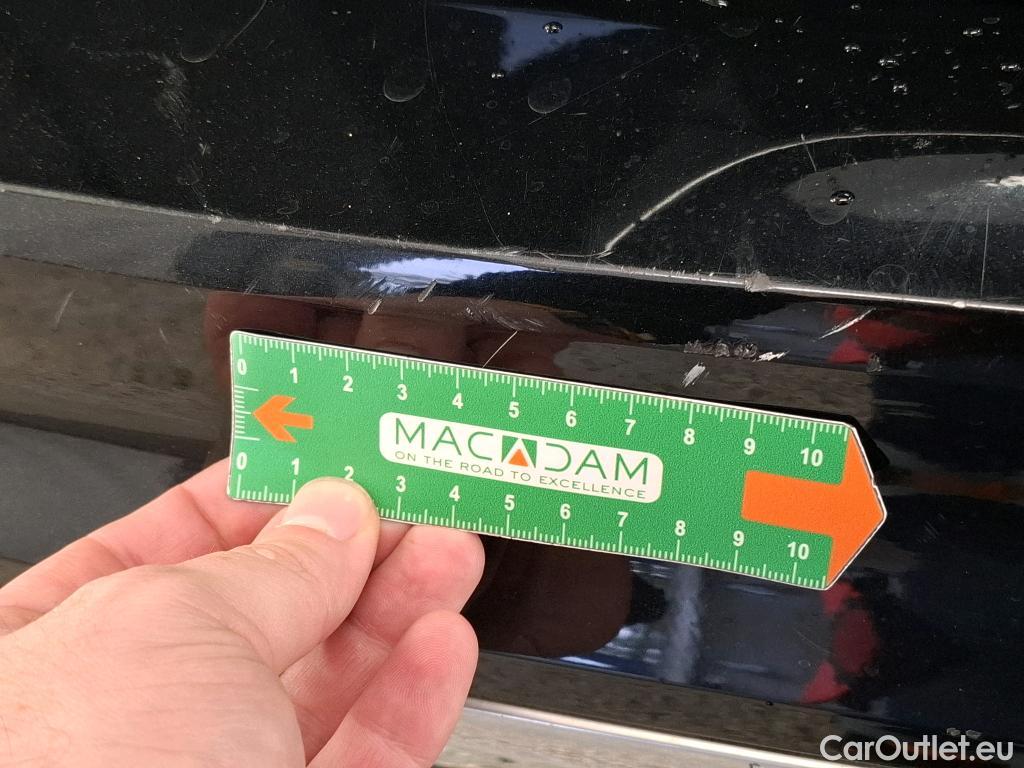 0 1 2 3 4 5 6 7 8 9 10
MACADAM
ON THE ROAD TO EXCELLENCE
0 1 2 3 4 5 6 7 8 9 10
CarOutlet.eu